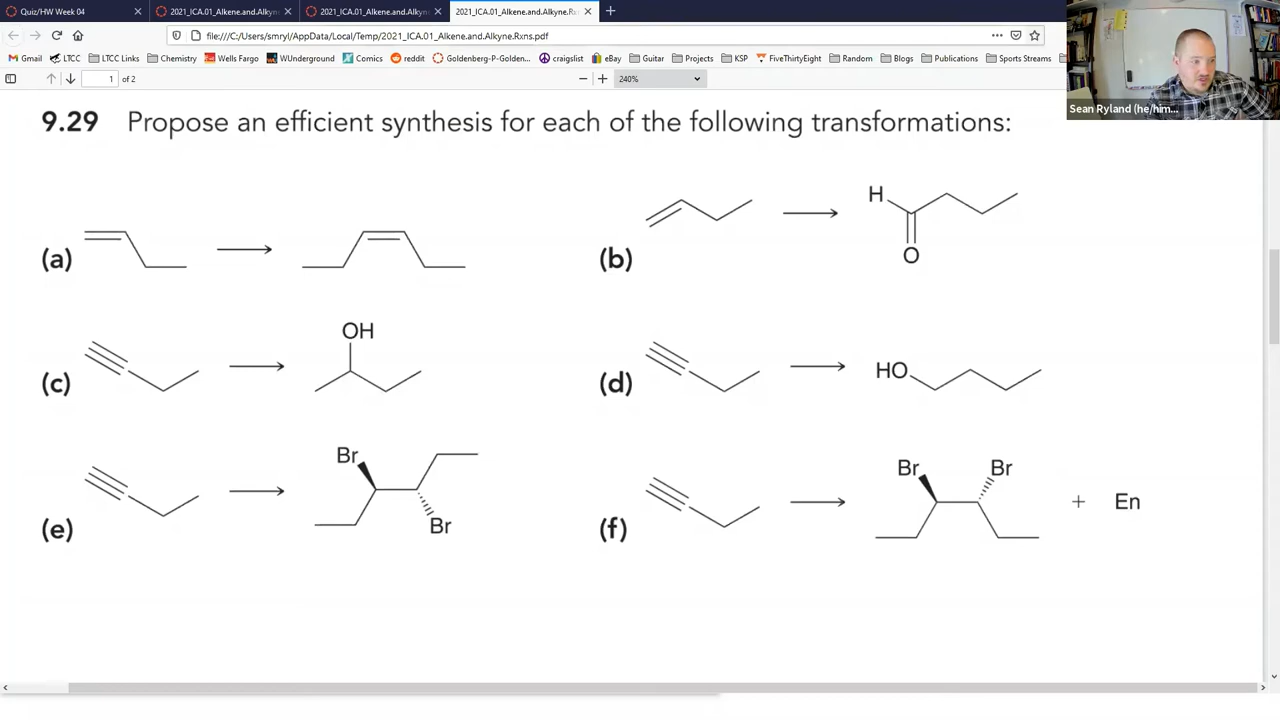 Quiz/HW Week 04
2021_ICA.01_Alkene.and.Alkyn
2021_ICA.01_Alkene.and.Alkyn
2021_ICA.01_Alkene.and.Alkyne.Rx
file:///C:/Users/smryl/AppData/Local/Temp/2021_ICA.01_Alkene.and.Alkyne.Rxns.pdf
Gmail LTCC LTCC Links Chemistry Wells Fargo WUnderground Comics reddit Goldenberg-P-Golden... craigslist eBay Guitar Projects KSP FiveThirtyEight Random Blogs Publications Sports Streams
1 of 2
240%
Sean Ryland (he/him...
9.29 Propose an efficient synthesis for each of the following transformations:
(a)
(b) H O
(c) OH
(d) HO
(e) Br Br
(f) Br Br + En